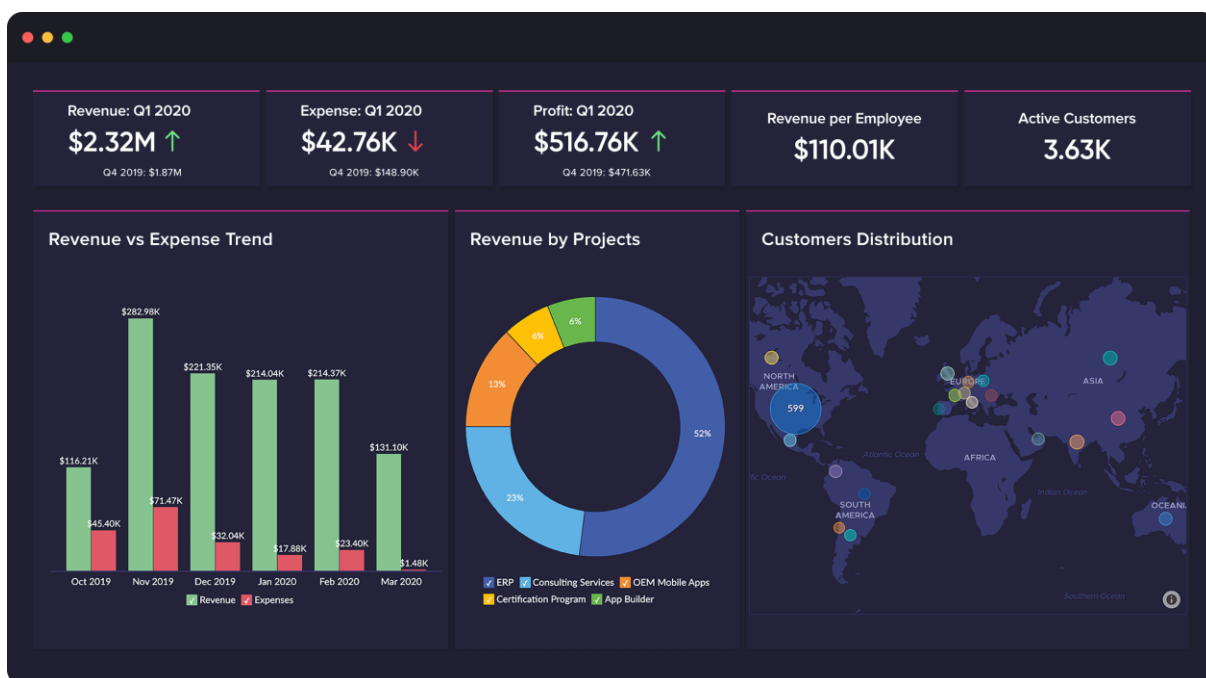 Revenue: Q1 2020
$2.32M ↑
Q4 2019: $1.87M
Expense: Q1 2020
$42.76K ↓
Q4 2019: $148.90K
Profit: Q1 2020
$516.76K ↑
Q4 2019: $471.63K
Revenue per Employee
$110.01K
Active Customers
3.63K
Revenue vs Expense Trend
$282.98K
$221.35K
$214.04K
$214.37K
$131.10K
$116.21K
$71.47K
$45.40K
$32.04K
$17.88K
$23.40K
$1.48K
Oct 2019 Nov 2019 Dec 2019 Jan 2020 Feb 2020 Mar 2020
Revenue Expenses
Revenue by Projects
6%
6%
13%
52%
23%
ERP Consulting Services OEM Mobile Apps
Certification Program App Builder
Customers Distribution
NORTH
AMERICA
EUROPE
ASIA
599
Atlantic Ocean
AFRICA
fic Ocean
Indian Ocean
SOUTH
AMERICA
OCEANI
Southern Ocean